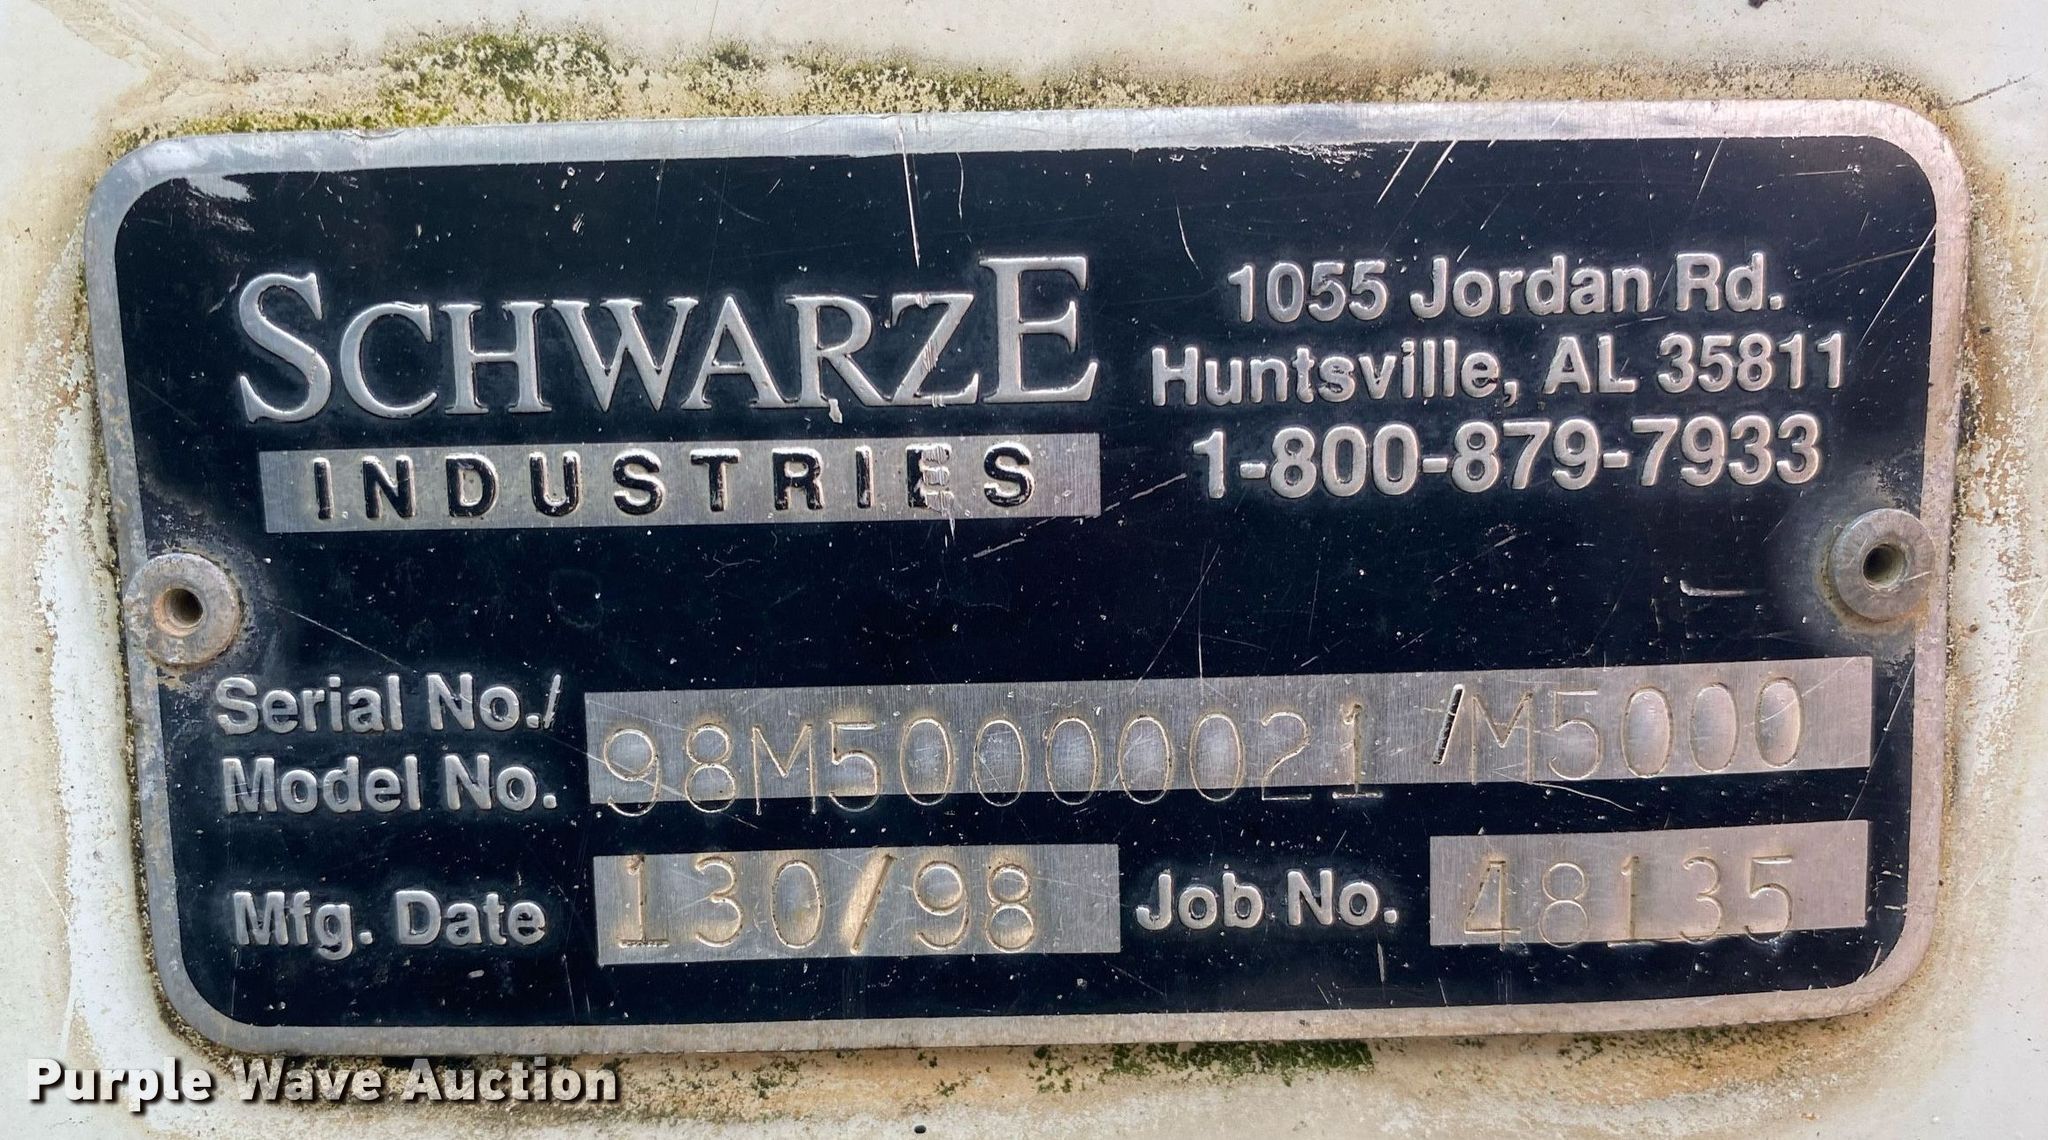 SCHWARZE
INDUSTRIES
1055 Jordan Rd.
Huntsville, AL 35811
1-800-879-7933
Serial No./
Model No.
98M50000021/M5000
Mfg. Date 130/98 Job No. 48135
Purple Wave Auction